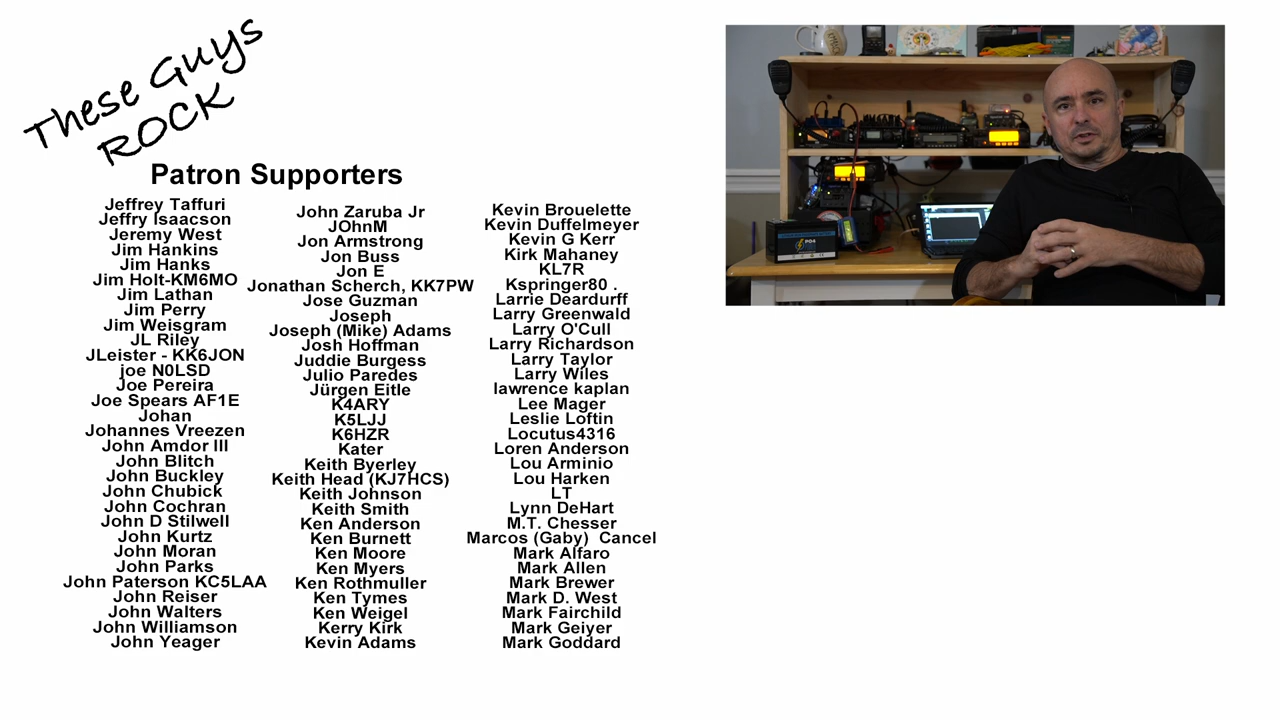 These Guys
ROCK
Patron Supporters
Jeffrey Taffuri
Jeffry Isaacson
Jeremy West
Jim Hankins
Jim Hanks
Jim Holt-KM6MO
Jim Lathan
Jim Perry
Jim Weisgram
JL Riley
JLeister - KK6JON
joe N0LSD
Joe Pereira
Joe Spears AF1E
Johan
Johannes Vreezen
John Amdor III
John Blitch
John Buckley
John Chubick
John Cochran
John D Stilwell
John Kurtz
John Moran
John Parks
John Paterson KC5LAA
John Reiser
John Walters
John Williamson
John Yeager
John Zaruba Jr
JOhnM
Jon Armstrong
Jon Buss
Jon E
Jonathan Scherch, KK7PW
Jose Guzman
Joseph
Joseph (Mike) Adams
Josh Hoffman
Juddie Burgess
Julio Paredes
Jürgen Eitle
K4ARY
K5LJJ
K6HZR
Kater
Keith Byerley
Keith Head (KJ7HCS)
Keith Johnson
Keith Smith
Ken Anderson
Ken Burnett
Ken Moore
Ken Myers
Ken Rothmuller
Ken Tymes
Ken Weigel
Kerry Kirk
Kevin Adams
Kevin Brouelette
Kevin Duffelmeyer
Kevin G Kerr
Kirk Mahaney
KL7R
Kspringer80 .
Larrie Deardurff
Larry Greenwald
Larry O'Cull
Larry Richardson
Larry Taylor
Larry Wiles
lawrence kaplan
Lee Mager
Leslie Loftin
Locutus4316
Loren Anderson
Lou Arminio
Lou Harken
LT
Lynn DeHart
M.T. Chesser
Marcos (Gaby)  Cancel
Mark Alfaro
Mark Allen
Mark Brewer
Mark D. West
Mark Fairchild
Mark Geiyer
Mark Goddard